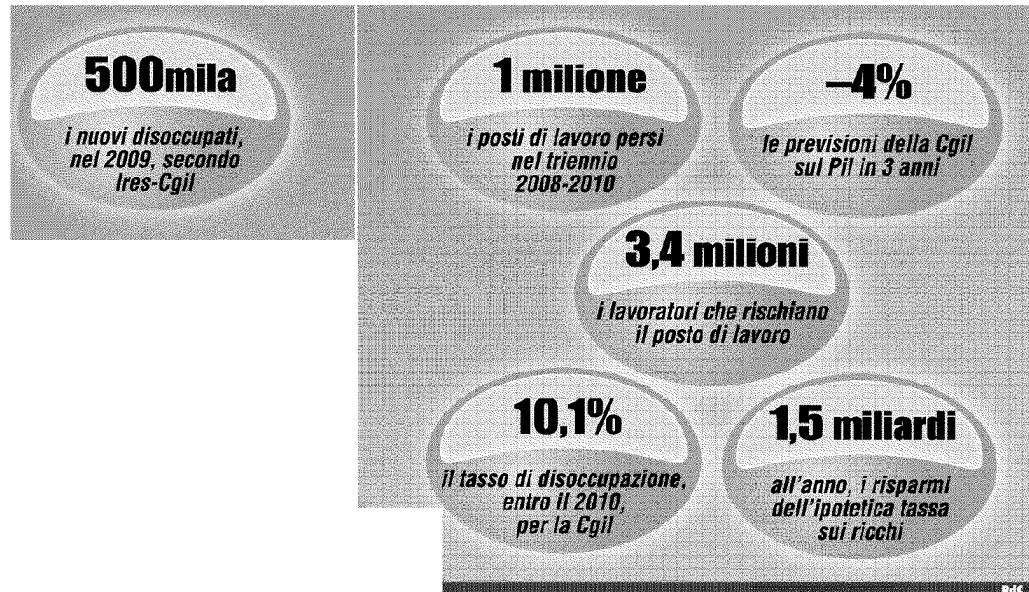 500mila
i nuovi disoccupati,
nel 2009, secondo
Ires-Cgil
1 milione
i posti di lavoro persi
nel triennio
2008-2010
–4%
le previsioni della Cgil
sul Pil in 3 anni
3,4 milioni
i lavoratori che rischiano
il posto di lavoro
10,1%
il tasso di disoccupazione,
entro il 2010,
per la Cgil
1,5 miliardi
all'anno, i risparmi
dell'ipotetica tassa
sui ricchi
RdC